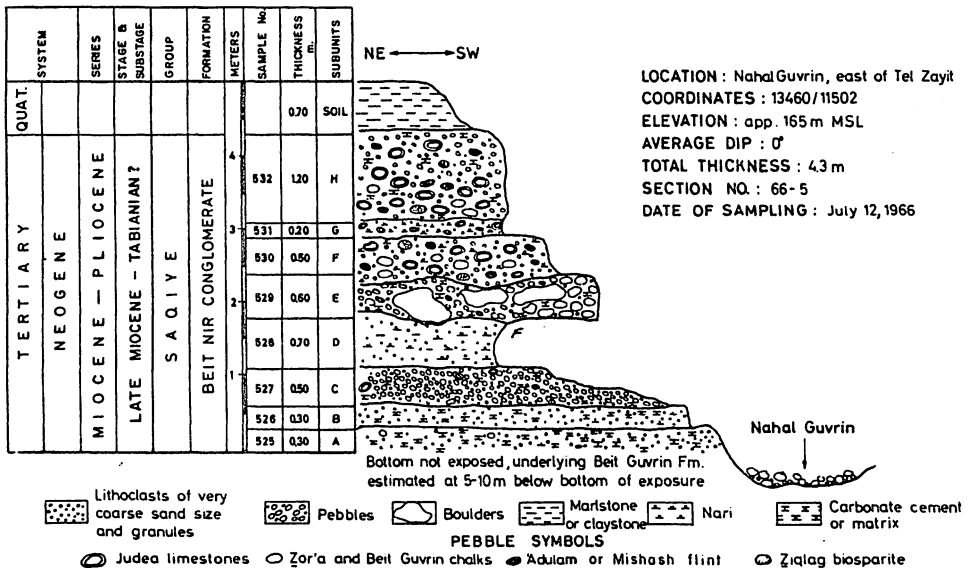 SYSTEM
SERIES
STAGE & SUBSTAGE
GROUP
FORMATION
METERS
SAMPLE No.
THICKNESS m.
SUBUNITS
NE SW
QUAT.
TERTIARY
NEOGENE
MIOCENE – PLIOCENE
LATE MIOCENE – TABIANIAN?
SAQIYE
BEIT NIR CONGLOMERATE
4
3
2
1
0.70 SOIL
532 1.20 H
531 0.20 G
530 0.50 F
529 0,60 E
528 0.70 D
527 0.50 C
526 0.30 B
525 0,30 A
F
LOCATION : Nahal Guvrin, east of Tel Zayit
COORDINATES : 13460/11502
ELEVATION : app. 165 m MSL
AVERAGE DIP : 0°
TOTAL THICKNESS : 4.3 m
SECTION NO. : 66-5
DATE OF SAMPLING : July 12, 1966
Nahal Guvrin
Bottom not exposed, underlying Beit Guvrin Fm.
estimated at 5-10 m below bottom of exposure
Lithoclasts of very
coarse sand size
and granules
Pebbles
Boulders
Marlstone
or claystone
Nari
Carbonate cement
or matrix
PEBBLE SYMBOLS
Judea limestones
Zor'a and Beit Guvrin chalks
'Adulam or Mishash flint
Ziqlag biosparite